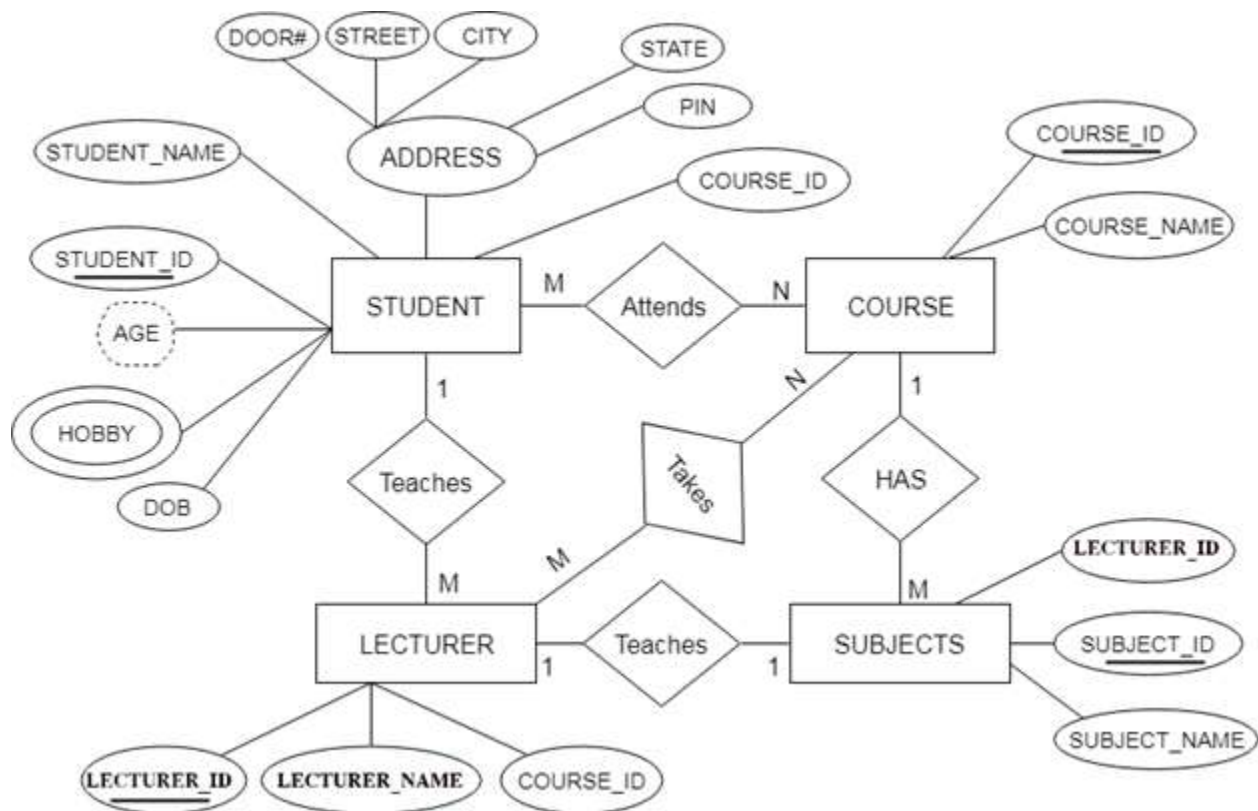 DOOR# STREET CITY
STATE
PIN
STUDENT_NAME
ADDRESS
COURSE_ID
COURSE_ID
COURSE_NAME
STUDENT_ID
AGE
HOBBY
DOB
STUDENT
M
Attends
N
COURSE
1
Teaches
M
N
Takes
M
1
HAS
M
LECTURER
1
Teaches
1
SUBJECTS
LECTURER_ID
SUBJECT_ID
SUBJECT_NAME
LECTURER_ID
LECTURER_NAME
COURSE_ID